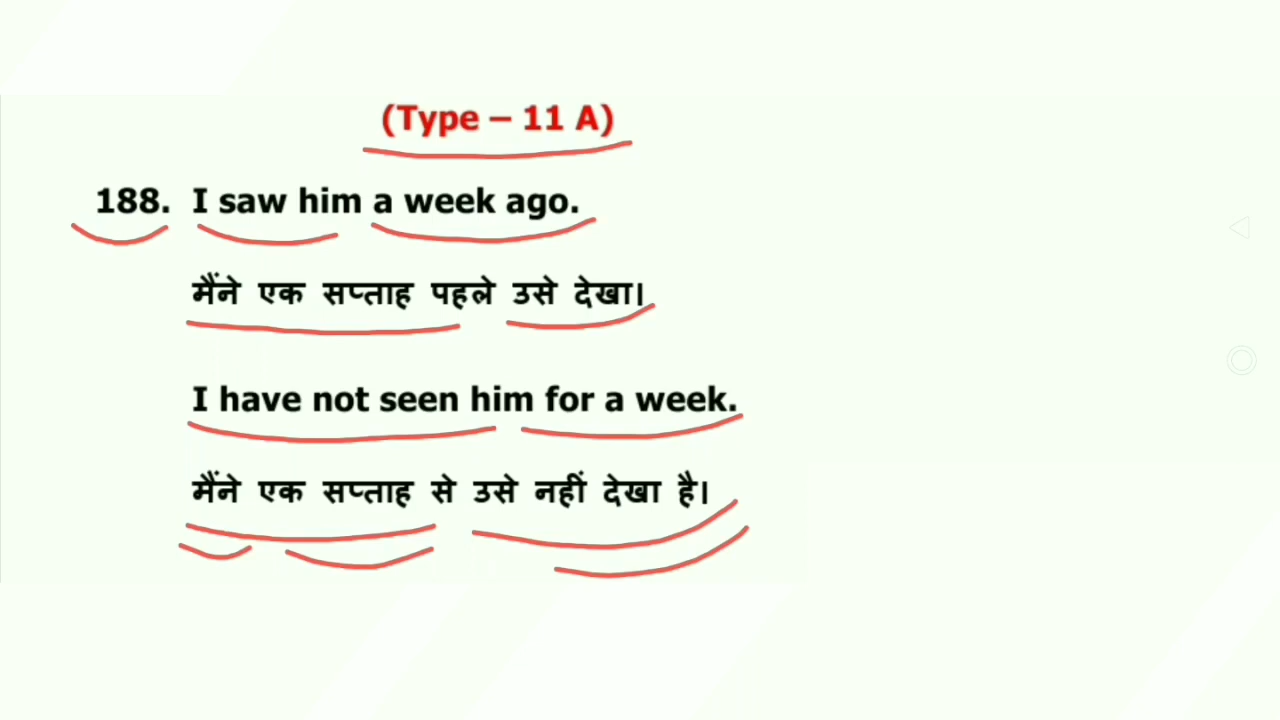 (Type – 11 A)
188. I saw him a week ago.
मैंने एक सप्ताह पहले उसे देखा।
I have not seen him for a week.
मैंने एक सप्ताह से उसे नहीं देखा है।